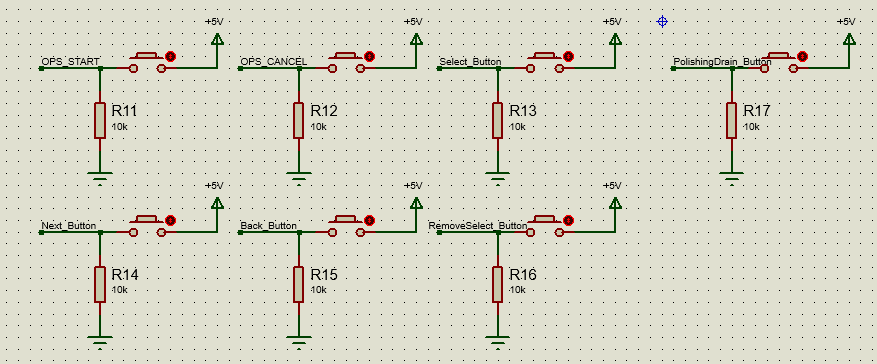 +5V +5V +5V +5V
OPS_START OPS_CANCEL Select_Button PolishingDrain_Button
R11 R12 R13 R17
10k 10k 10k 10k
+5V +5V +5V
Next_Button Back_Button RemoveSelect_Button
R14 R15 R16
10k 10k 10k